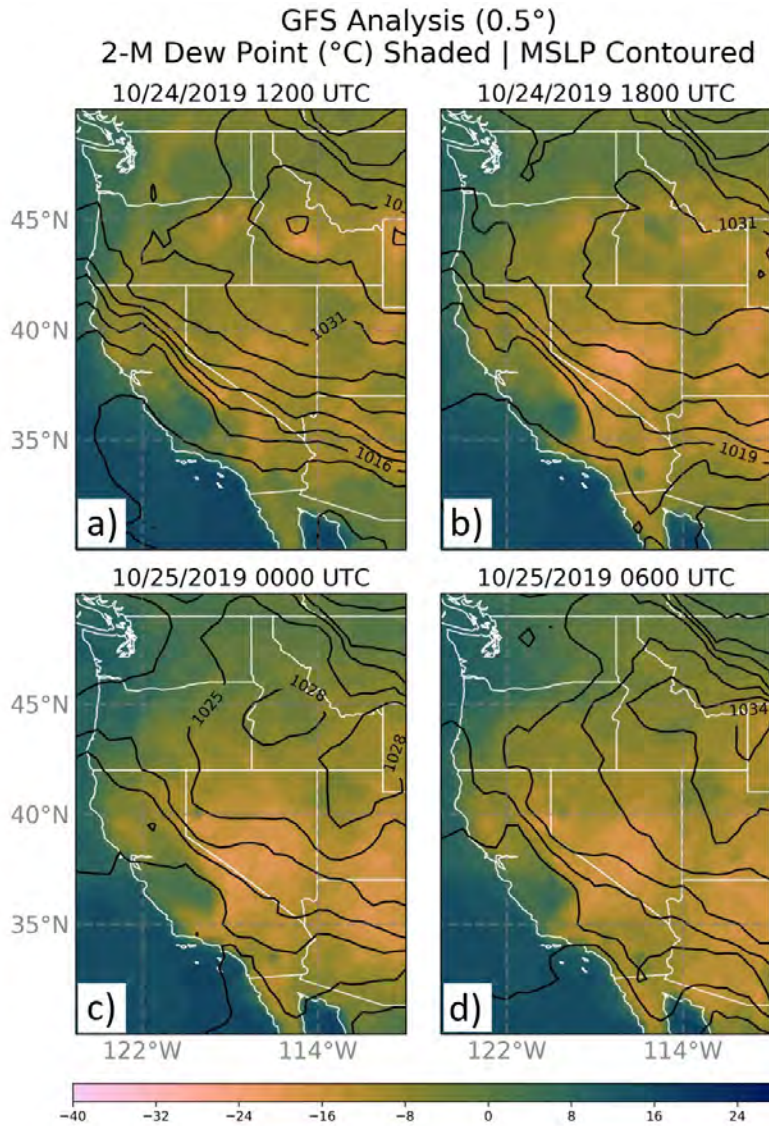 GFS Analysis (0.5°)
2-M Dew Point (°C) Shaded | MSLP Contoured
10/24/2019 1200 UTC
10/24/2019 1800 UTC
45°N
40°N
35°N
1031
1016
a)
1031
1019
b)
10/25/2019 0000 UTC
10/25/2019 0600 UTC
45°N
40°N
35°N
1025
1028
1028
c)
1034
d)
122°W
114°W
122°W
114°W
−40
−32
−24
−16
−8
0
8
16
24